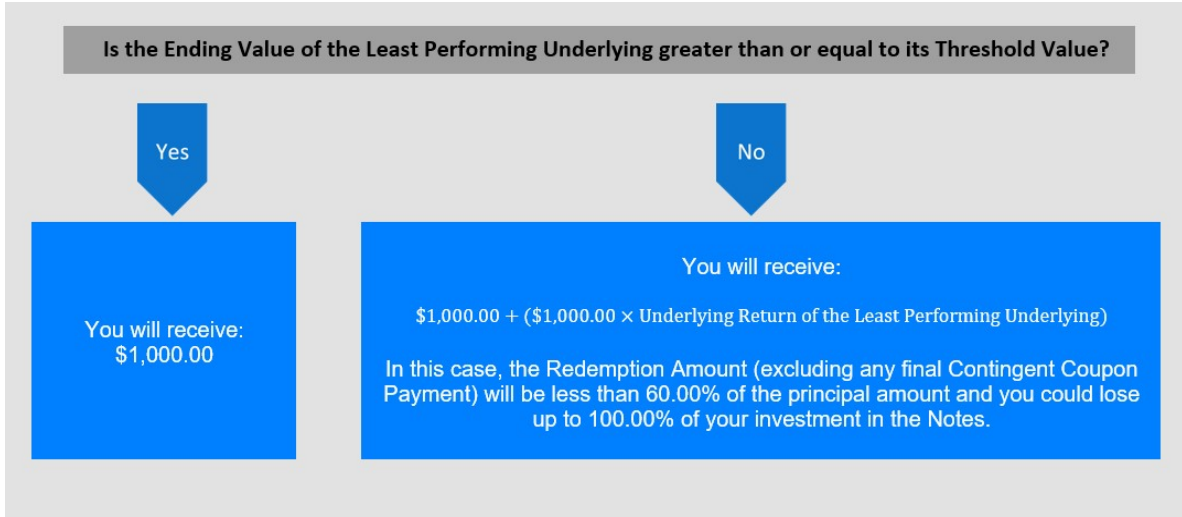 Is the Ending Value of the Least Performing Underlying greater than or equal to its Threshold Value?
Yes
No
You will receive:
$1,000.00
You will receive:
$1,000.00 + ($1,000.00 × Underlying Return of the Least Performing Underlying)
In this case, the Redemption Amount (excluding any final Contingent Coupon
Payment) will be less than 60.00% of the principal amount and you could lose
up to 100.00% of your investment in the Notes.